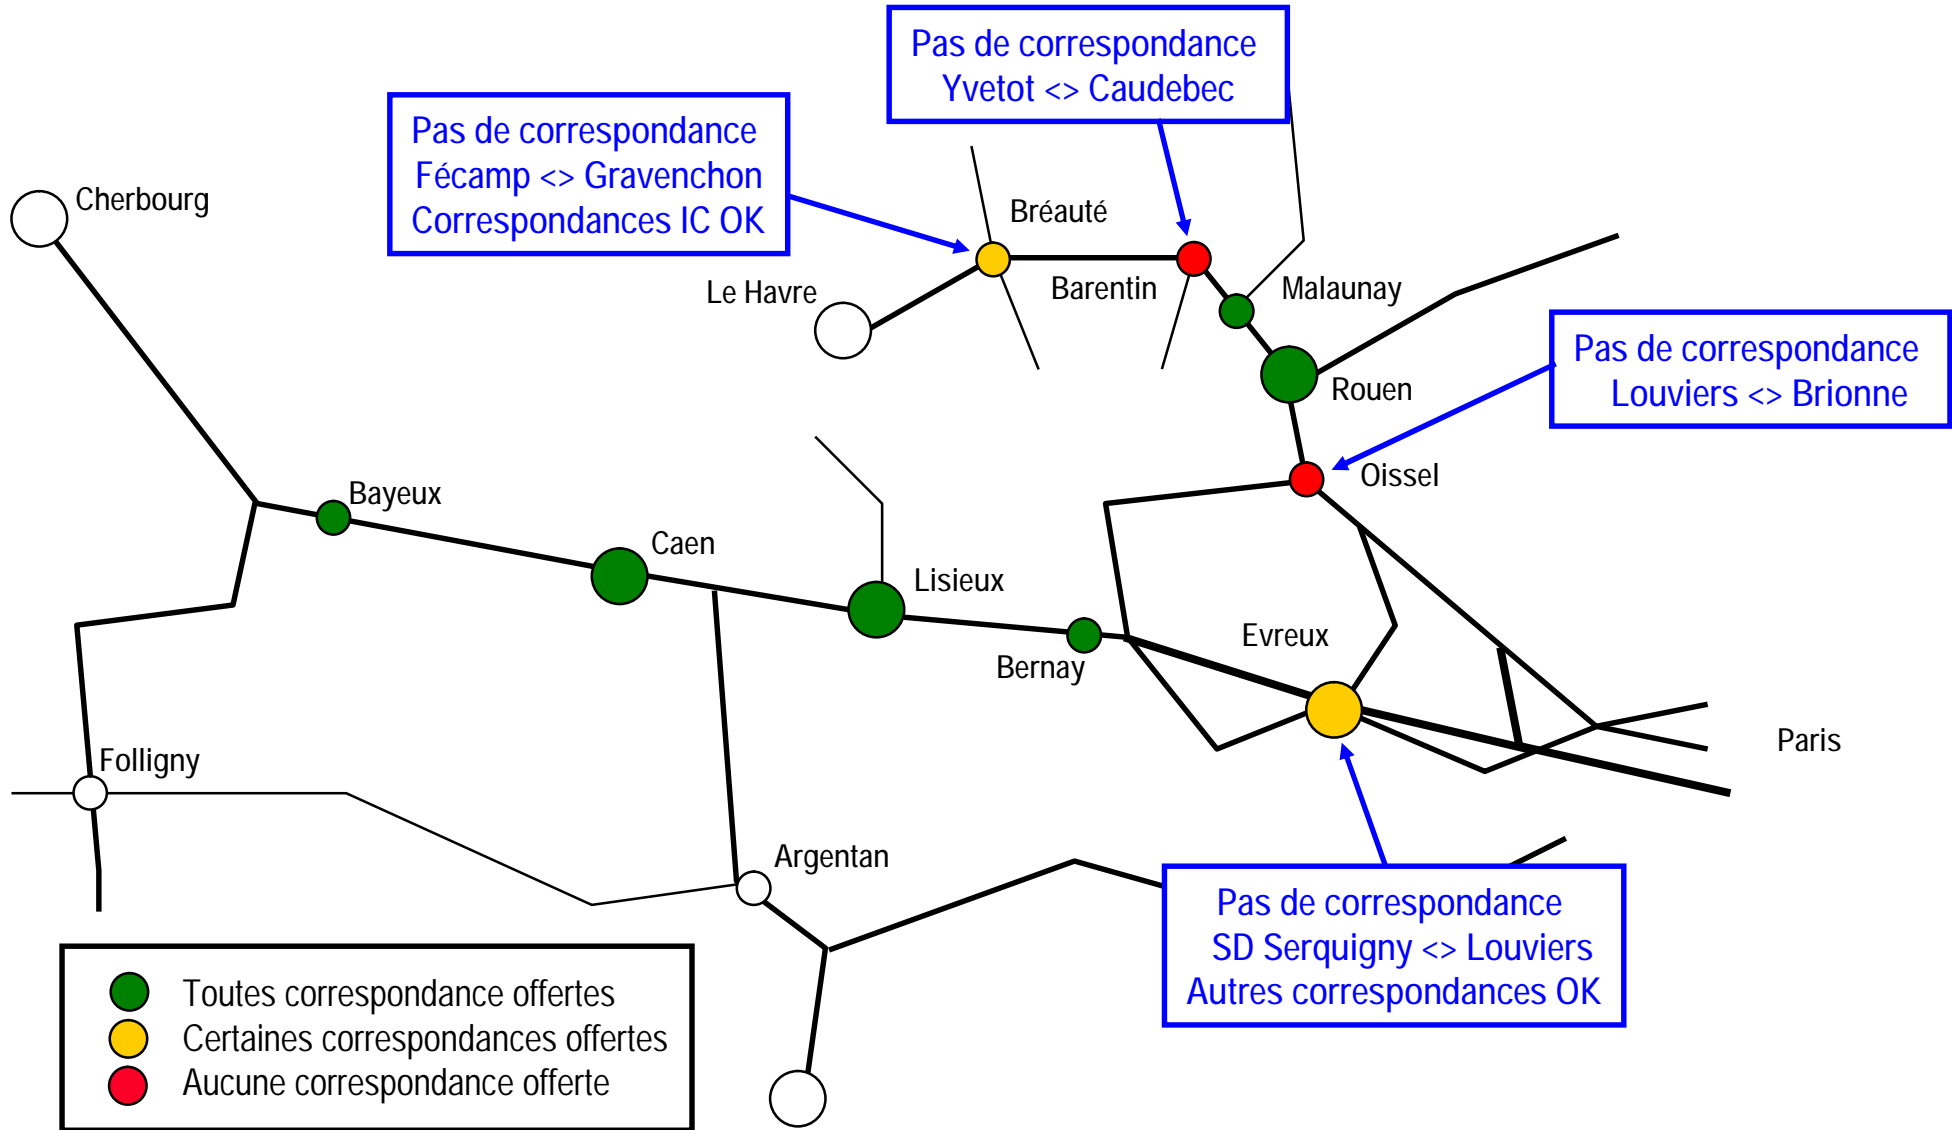 Pas de correspondance
Yvetot <> Caudebec
Pas de correspondance
Fécamp <> Gravenchon
Correspondances IC OK
Cherbourg
Bréauté
Le Havre
Barentin
Malaunay
Pas de correspondance
Louviers <> Brionne
Rouen
Oissel
Bayeux
Caen
Lisieux
Evreux
Bernay
Paris
Folligny
Argentan
Pas de correspondance
SD Serquigny <> Louviers
Autres correspondances OK
Toutes correspondance offertes
Certaines correspondances offertes
Aucune correspondance offerte